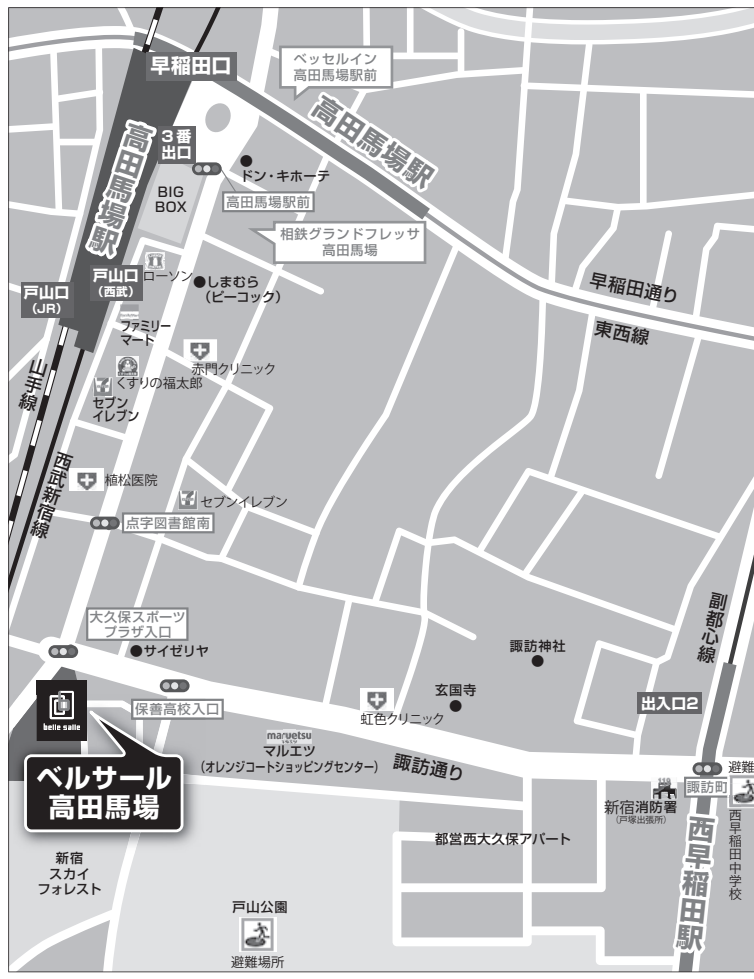 早稲田口
ベッセルイン
高田馬場駅前
3番
出口
高田馬場駅
高田馬場駅
ドン・キホーテ
BIG
BOX
高田馬場駅前
相鉄グランドフレッサ
高田馬場
戸山口
(JR)
戸山口
(西武)
ローソン
しまむら
(ピーコック)
早稲田通り
東西線
ファミリー
マート
赤門クリニック
くすりの福太郎
セブン
イレブン
山手線
西武新宿線
植松医院
セブンイレブン
点字図書館南
大久保スポーツ
プラザ入口
サイゼリヤ
諏訪神社
副都心線
保善高校入口
玄国寺
虹色クリニック
出入口2
belle salle
ベルサール
高田馬場
maruetsu
マルエツ
(オレンジコートショッピングセンター)
諏訪通り
119
避難
諏訪町
新宿消防署
(戸塚出張所)
西早稲田中学校
都営西大久保アパート
西早稲田駅
新宿
スカイ
フォレスト
戸山公園
避難場所